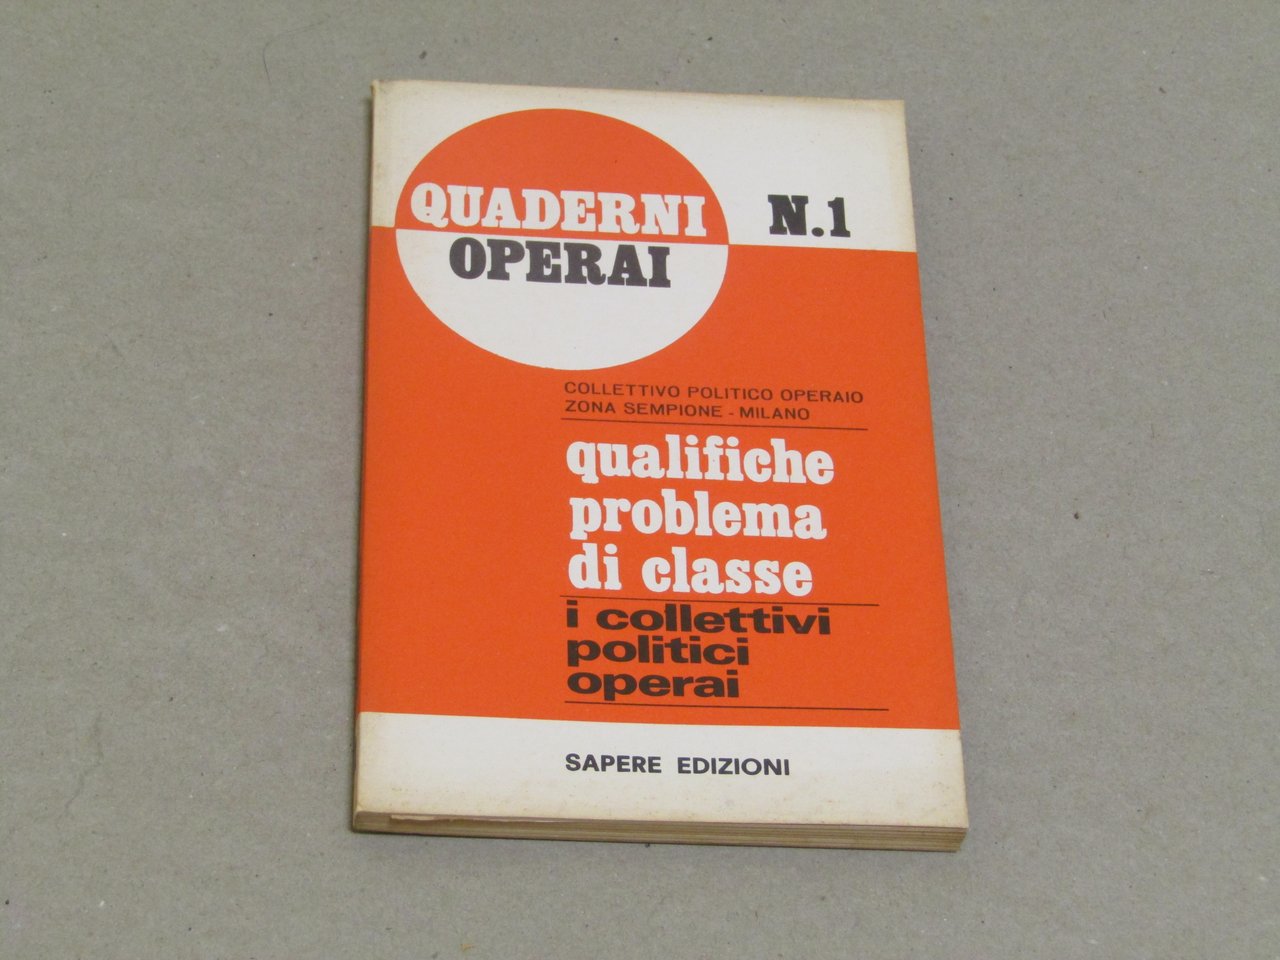 QUADERNI
OPERAI
N.1
COLLETTIVO POLITICO OPERAIO
ZONA SEMPIONE - MILANO
qualifiche
problema
di classe
i collettivi
politici
operai
SAPERE EDIZIONI